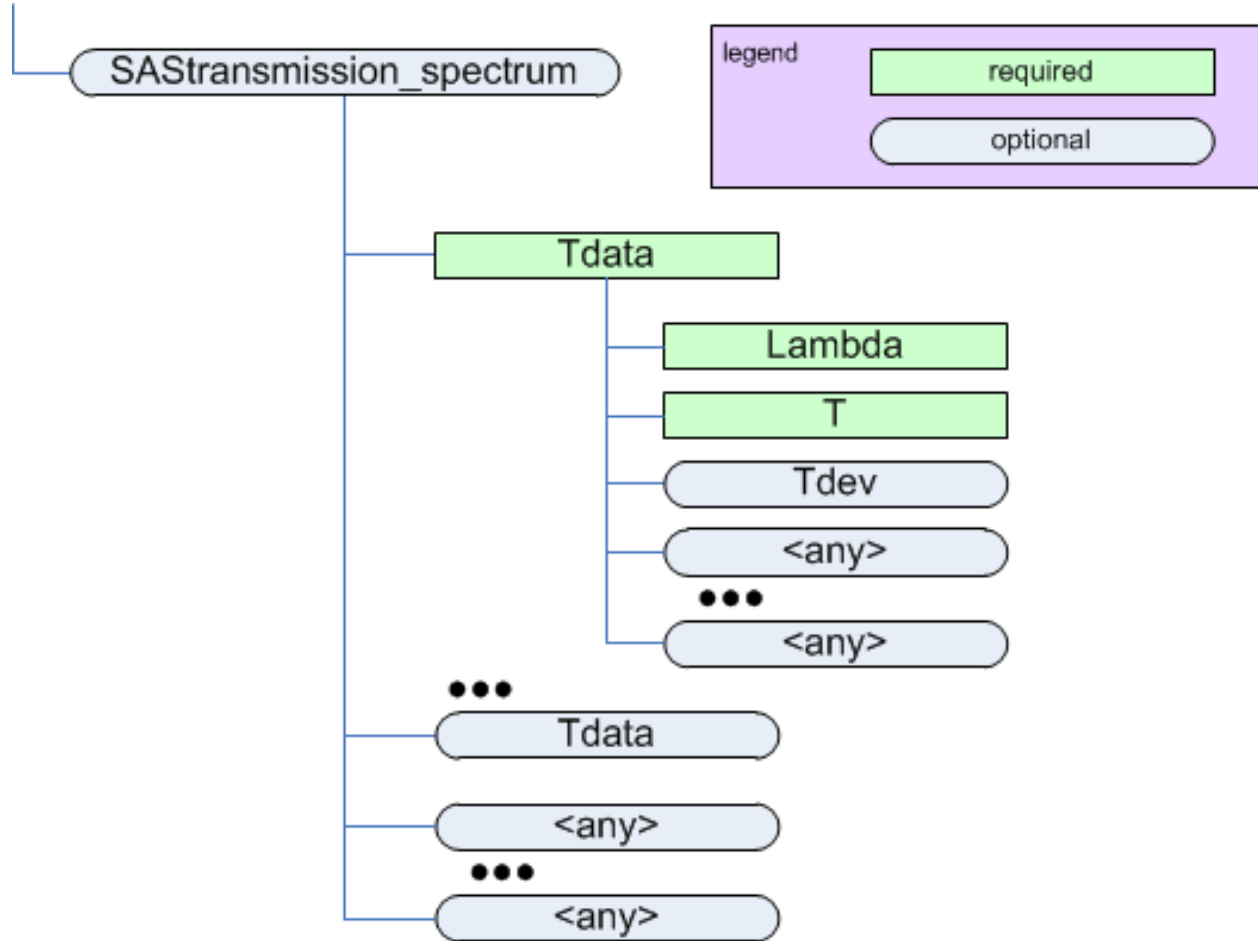 SAStransmission_spectrum
legend
required
optional
Tdata
Lambda
T
Tdev
<any>
<any>
Tdata
<any>
<any>